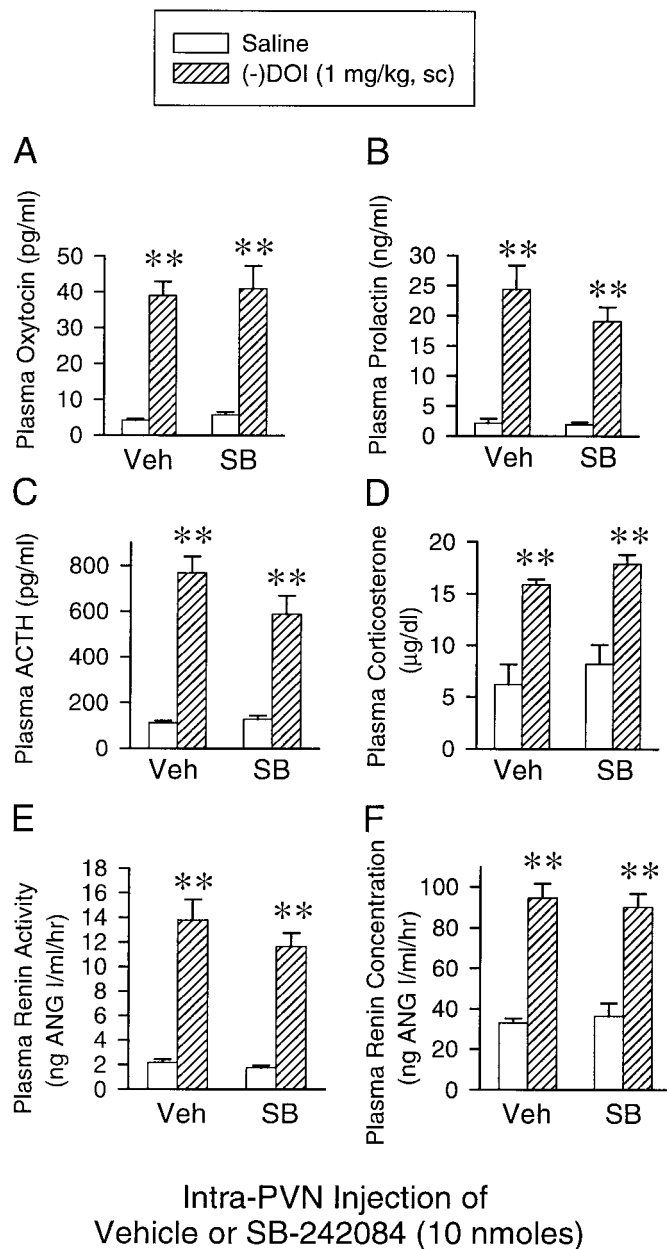 Saline
(-)DOI (1 mg/kg, sc)
A
Plasma Oxytocin (pg/ml)
50
40
30
20
10
0
**
**
Veh
SB
B
Plasma Prolactin (ng/ml)
30
25
20
15
10
5
0
**
**
Veh
SB
C
Plasma ACTH (pg/ml)
800
600
400
200
0
**
**
Veh
SB
D
Plasma Corticosterone
(µg/dl)
20
15
10
5
0
**
**
Veh
SB
E
Plasma Renin Activity
(ng ANG I/ml/hr)
18
16
14
12
10
8
6
4
2
0
**
**
Veh
SB
F
Plasma Renin Concentration
(ng ANG I/ml/hr)
100
80
60
40
20
0
**
**
Veh
SB
Intra-PVN Injection of
Vehicle or SB-242084 (10 nmoles)